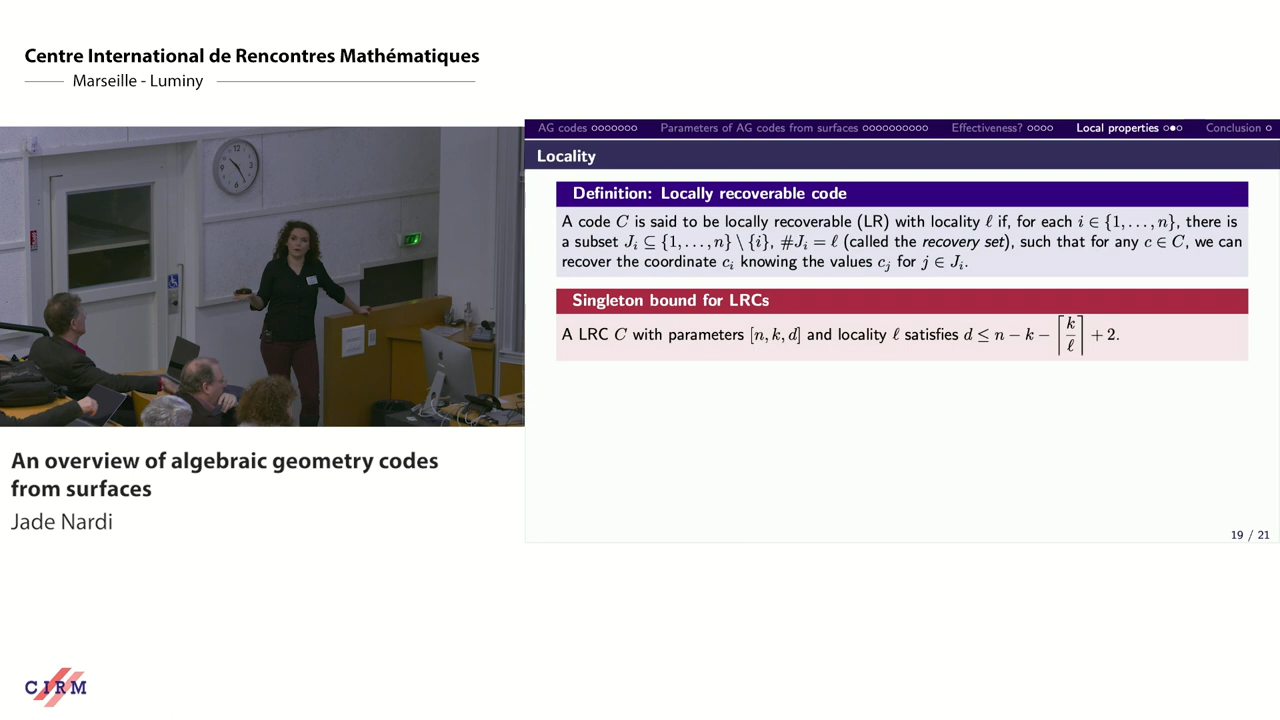 Centre International de Rencontres Mathématiques
Marseille - Luminy
AG codes ○○○○○○○ Parameters of AG codes from surfaces ○○○○○○○○○○ Effectiveness? ○○○○ Local properties ○●○ Conclusion ○
Locality
Definition: Locally recoverable code
A code C is said to be locally recoverable (LR) with locality ℓ if, for each i ∈ {1, . . . , n}, there is
a subset J_i ⊆ {1, . . . , n} \ {i}, #J_i = ℓ (called the recovery set), such that for any c ∈ C, we can
recover the coordinate c_i knowing the values c_j for j ∈ J_i.
Singleton bound for LRCs
A LRC C with parameters [n, k, d] and locality ℓ satisfies d ≤ n − k − ⌈k/ℓ⌉ + 2.
19 / 21
An overview of algebraic geometry codes
from surfaces
Jade Nardi
CIRM